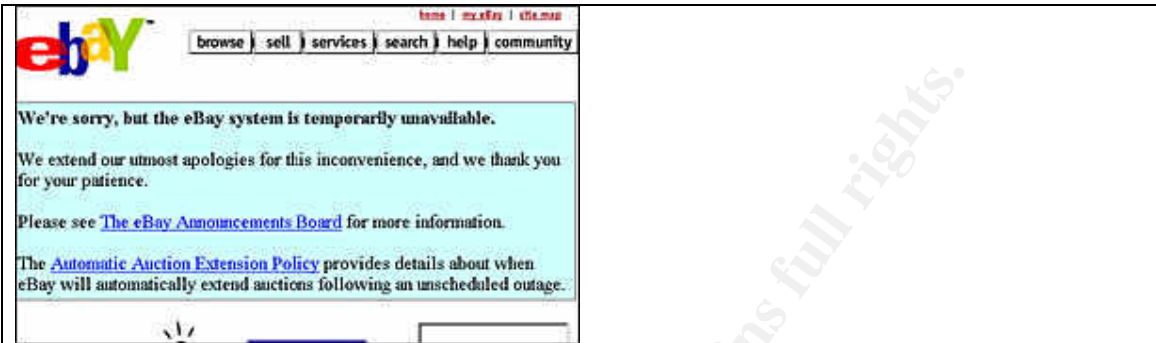 home | my eBay | site map
ebaY
browse sell services search help community
We're sorry, but the eBay system is temporarily unavailable.
We extend our utmost apologies for this inconvenience, and we thank you
for your patience.
Please see The eBay Announcements Board for more information.
The Automatic Auction Extension Policy provides details about when
eBay will automatically extend auctions following an unscheduled outage.
ns full rights.